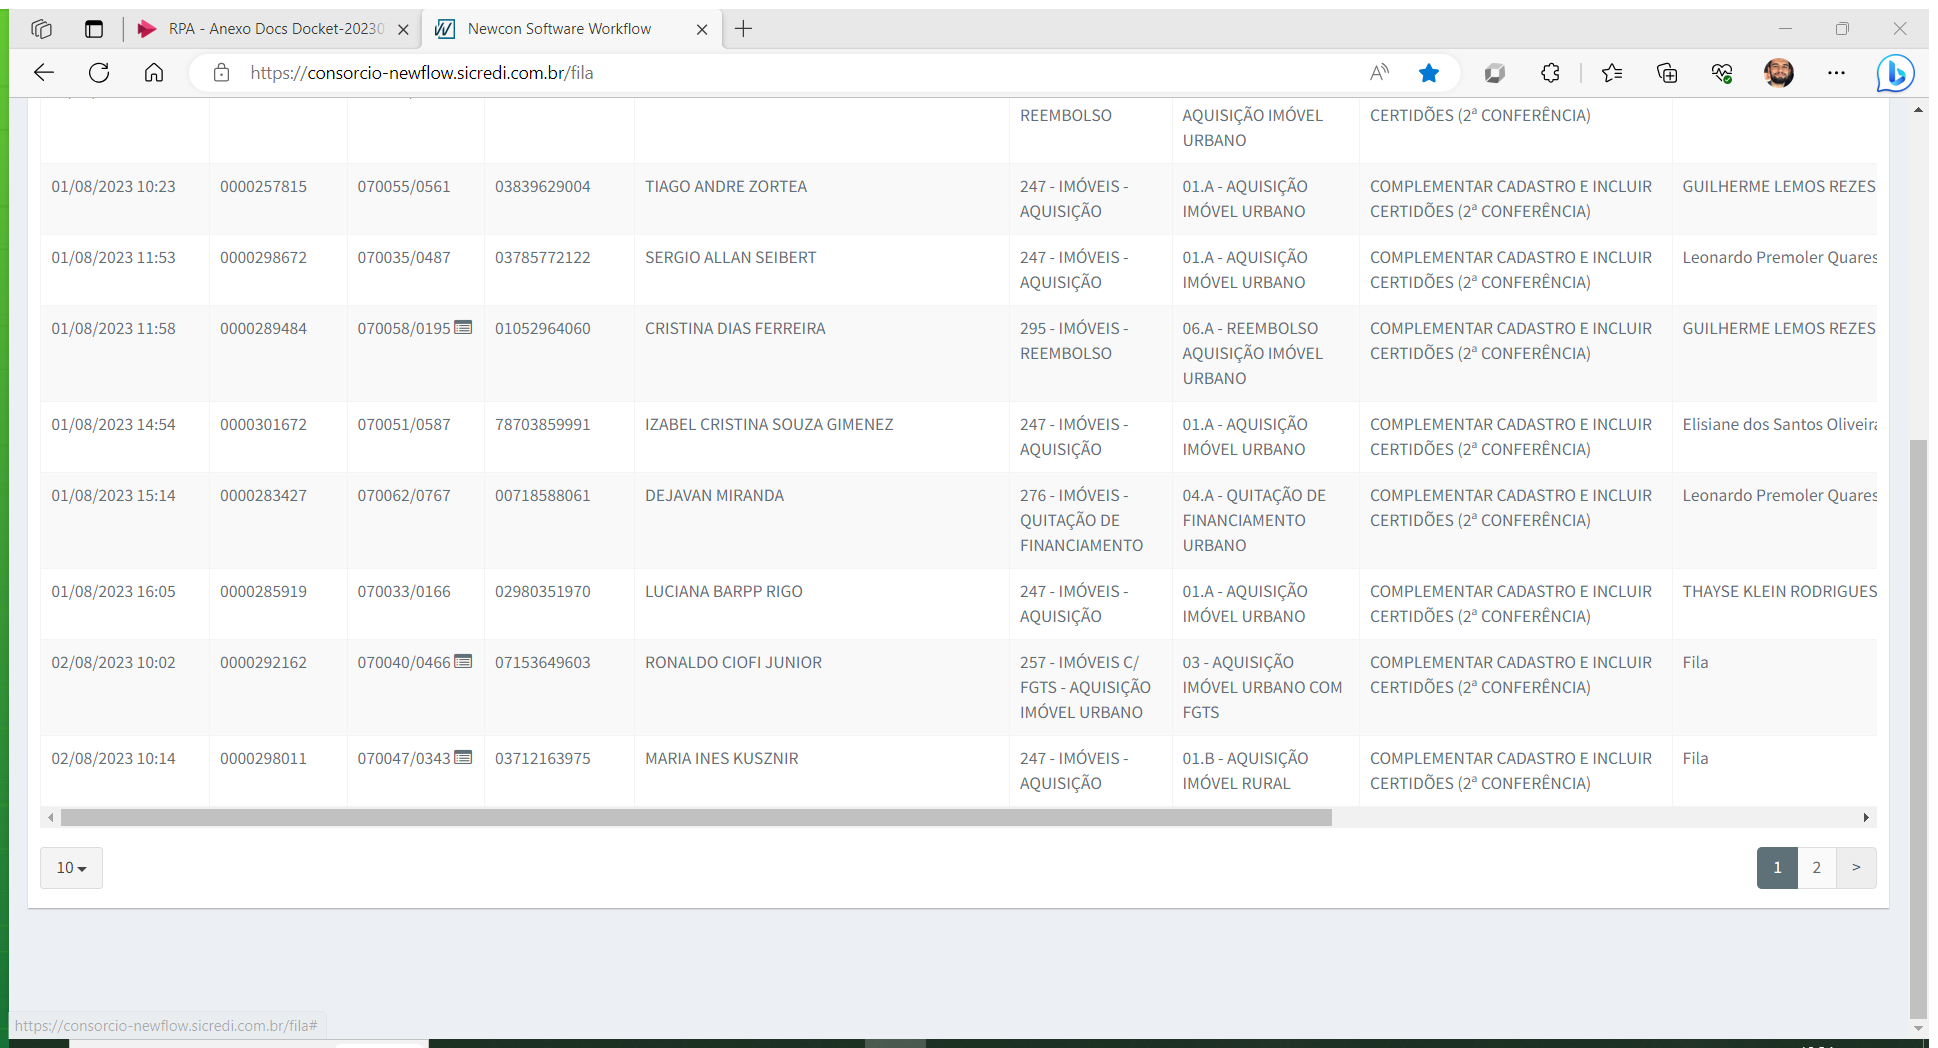 RPA - Anexo Docs Docket-20230
Newcon Software Workflow
https://consorcio-newflow.sicredi.com.br/fila
REEMBOLSO AQUISIÇÃO IMÓVEL CERTIDÕES (2ª CONFERÊNCIA)
URBANO
01/08/2023 10:23 0000257815 070055/0561 03839629004 TIAGO ANDRE ZORTEA 247 - IMÓVEIS - 01.A - AQUISIÇÃO COMPLEMENTAR CADASTRO E INCLUIR GUILHERME LEMOS REZES
AQUISIÇÃO IMÓVEL URBANO CERTIDÕES (2ª CONFERÊNCIA)
01/08/2023 11:53 0000298672 070035/0487 03785772122 SERGIO ALLAN SEIBERT 247 - IMÓVEIS - 01.A - AQUISIÇÃO COMPLEMENTAR CADASTRO E INCLUIR Leonardo Premoler Quares
AQUISIÇÃO IMÓVEL URBANO CERTIDÕES (2ª CONFERÊNCIA)
01/08/2023 11:58 0000289484 070058/0195 01052964060 CRISTINA DIAS FERREIRA 295 - IMÓVEIS - 06.A - REEMBOLSO COMPLEMENTAR CADASTRO E INCLUIR GUILHERME LEMOS REZES
REEMBOLSO AQUISIÇÃO IMÓVEL CERTIDÕES (2ª CONFERÊNCIA)
URBANO
01/08/2023 14:54 0000301672 070051/0587 78703859991 IZABEL CRISTINA SOUZA GIMENEZ 247 - IMÓVEIS - 01.A - AQUISIÇÃO COMPLEMENTAR CADASTRO E INCLUIR Elisiane dos Santos Oliveira
AQUISIÇÃO IMÓVEL URBANO CERTIDÕES (2ª CONFERÊNCIA)
01/08/2023 15:14 0000283427 070062/0767 00718588061 DEJAVAN MIRANDA 276 - IMÓVEIS - 04.A - QUITAÇÃO DE COMPLEMENTAR CADASTRO E INCLUIR Leonardo Premoler Quares
QUITAÇÃO DE FINANCIAMENTO CERTIDÕES (2ª CONFERÊNCIA)
FINANCIAMENTO URBANO
01/08/2023 16:05 0000285919 070033/0166 02980351970 LUCIANA BARPP RIGO 247 - IMÓVEIS - 01.A - AQUISIÇÃO COMPLEMENTAR CADASTRO E INCLUIR THAYSE KLEIN RODRIGUES
AQUISIÇÃO IMÓVEL URBANO CERTIDÕES (2ª CONFERÊNCIA)
02/08/2023 10:02 0000292162 070040/0466 07153649603 RONALDO CIOFI JUNIOR 257 - IMÓVEIS C/ 03 - AQUISIÇÃO COMPLEMENTAR CADASTRO E INCLUIR Fila
FGTS - AQUISIÇÃO IMÓVEL URBANO COM CERTIDÕES (2ª CONFERÊNCIA)
IMÓVEL URBANO FGTS
02/08/2023 10:14 0000298011 070047/0343 03712163975 MARIA INES KUSZNIR 247 - IMÓVEIS - 01.B - AQUISIÇÃO COMPLEMENTAR CADASTRO E INCLUIR Fila
AQUISIÇÃO IMÓVEL RURAL CERTIDÕES (2ª CONFERÊNCIA)
10 1 2 >
https://consorcio-newflow.sicredi.com.br/fila#